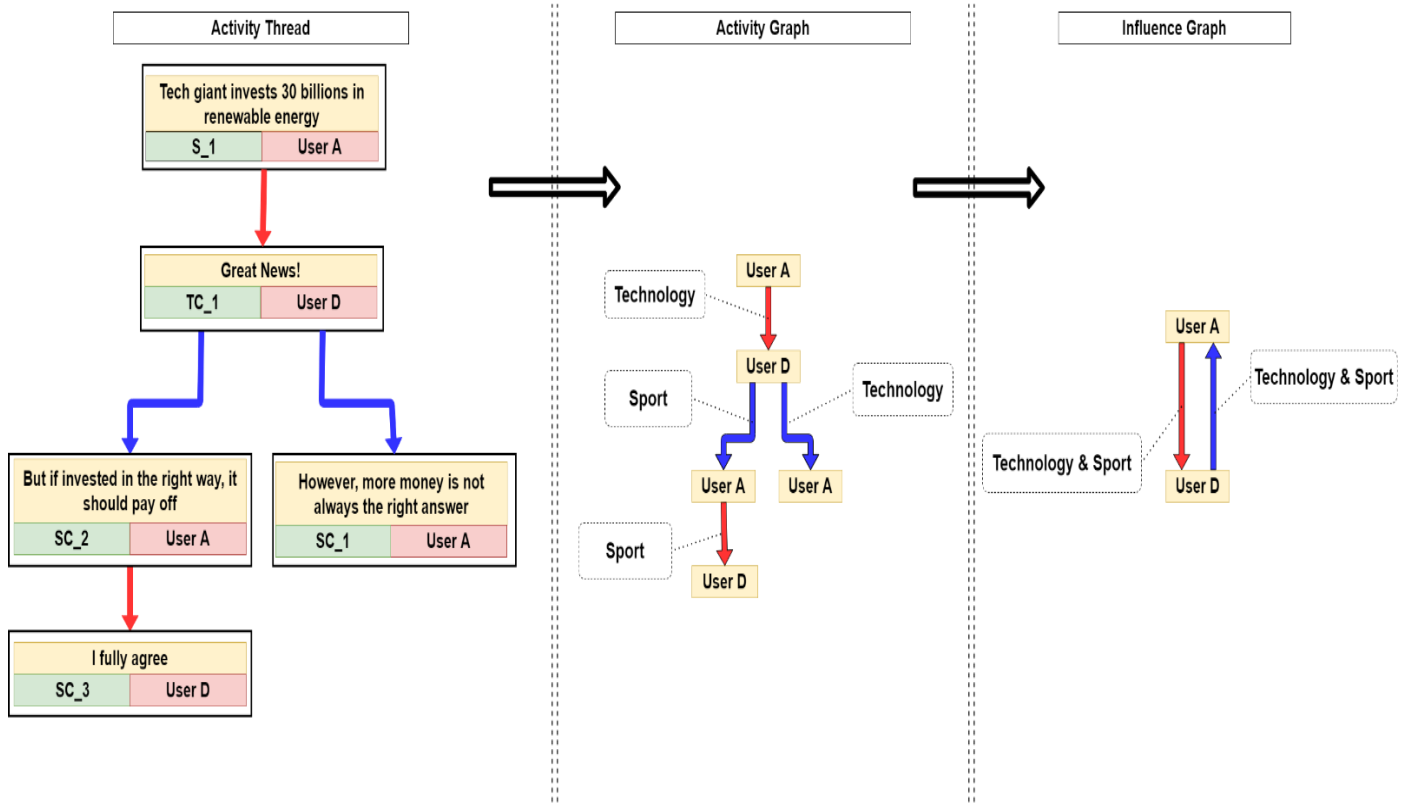 Activity Thread
Tech giant invests 30 billions in
renewable energy
S_1
User A
Great News!
TC_1
User D
But if invested in the right way, it
should pay off
SC_2
User A
However, more money is not
always the right answer
SC_1
User A
I fully agree
SC_3
User D
Activity Graph
User A
Technology
User D
Sport
Technology
User A
User A
Sport
User D
Influence Graph
User A
Technology & Sport
Technology & Sport
User D